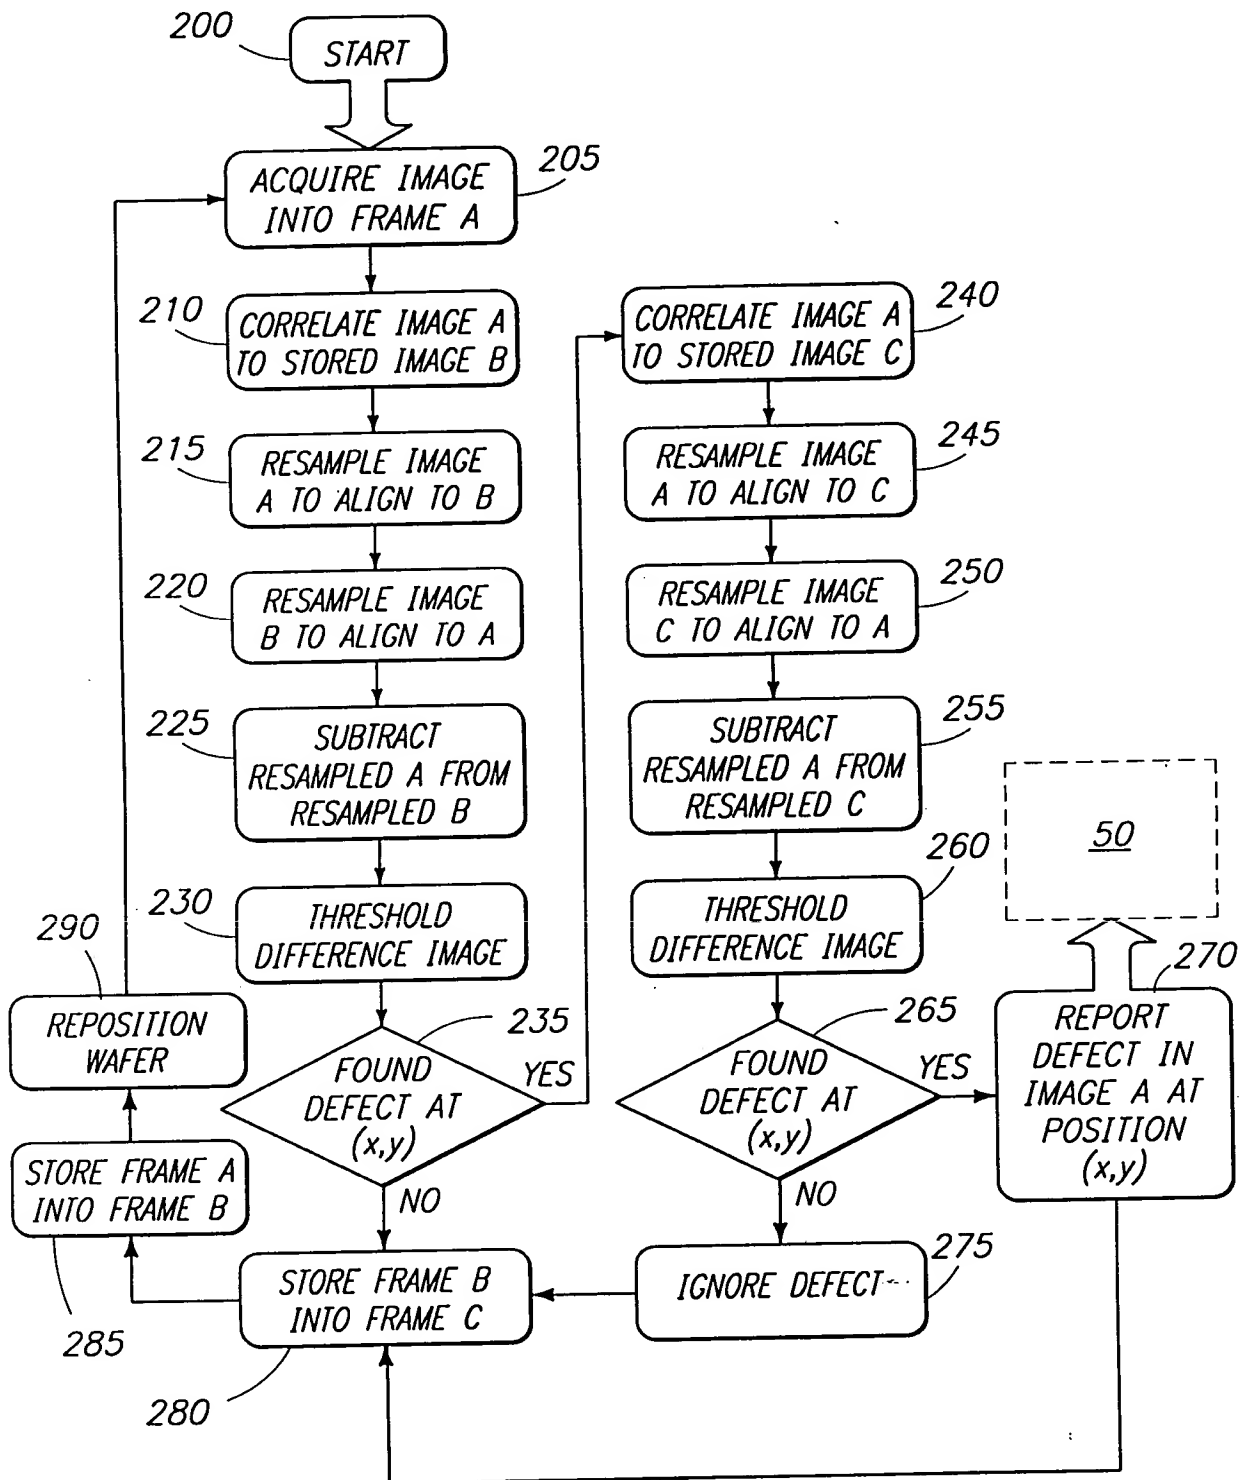 200
START
ACQUIRE IMAGE
INTO FRAME A
205
210
CORRELATE IMAGE A
TO STORED IMAGE B
215
RESAMPLE IMAGE
A TO ALIGN TO B
220
RESAMPLE IMAGE
B TO ALIGN TO A
225
SUBTRACT
RESAMPLED A FROM
RESAMPLED B
230
THRESHOLD
DIFFERENCE IMAGE
235
FOUND
DEFECT AT
(x,y)
YES
NO
240
CORRELATE IMAGE A
TO STORED IMAGE C
245
RESAMPLE IMAGE
A TO ALIGN TO C
250
RESAMPLE IMAGE
C TO ALIGN TO A
255
SUBTRACT
RESAMPLED A FROM
RESAMPLED C
260
THRESHOLD
DIFFERENCE IMAGE
265
FOUND
DEFECT AT
(x,y)
YES
NO
50
270
REPORT
DEFECT IN
IMAGE A AT
POSITION
(x,y)
275
IGNORE DEFECT
280
STORE FRAME B
INTO FRAME C
285
STORE FRAME A
INTO FRAME B
290
REPOSITION
WAFER